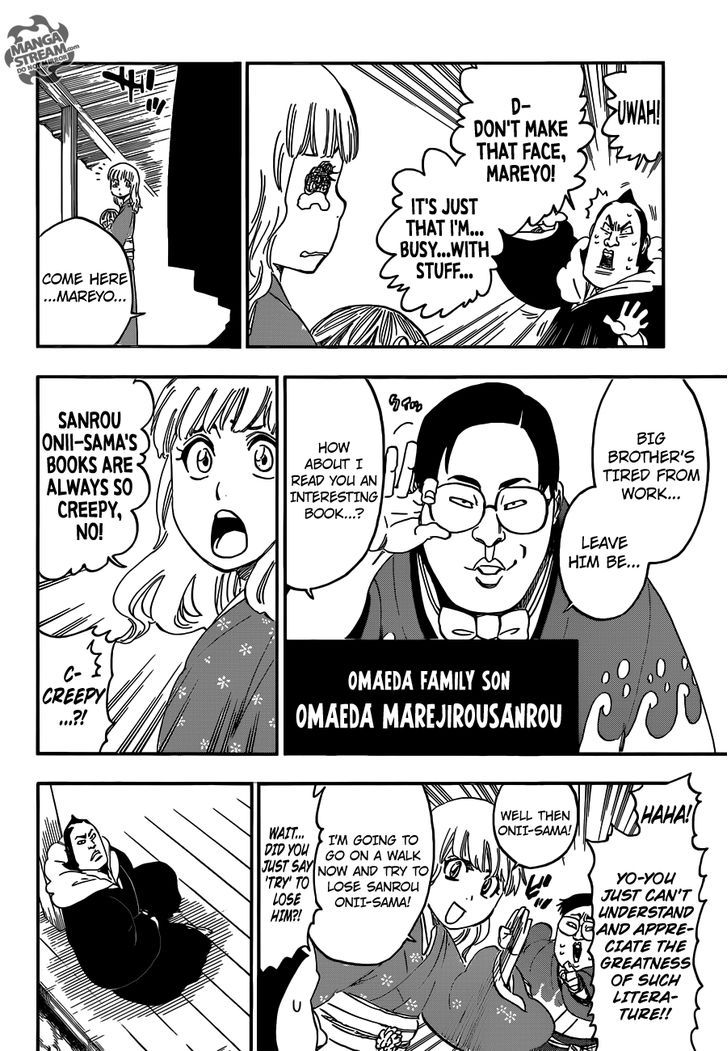 MANGA
STREAM.com
DO NOT MIRROR
UWAH!
D-
DON'T MAKE
THAT FACE,
MAREYO!
IT'S JUST
THAT I'M...
BUSY...WITH
STUFF...
COME HERE
...MAREYO...
BIG
BROTHER'S
TIRED FROM
WORK...
LEAVE
HIM BE...
HOW
ABOUT I
READ YOU AN
INTERESTING
BOOK...?
OMAEDA FAMILY SON
OMAEDA MAREJIROUSANROU
SANROU
ONII-SAMA'S
BOOKS ARE
ALWAYS SO
CREEPY,
NO!
C-
CREEPY
...?!
HAHA!
YO-YOU
JUST CAN'T
UNDERSTAND
AND APPRE-
CIATE THE
GREATNESS
OF SUCH
LITERA-
TURE!!
WELL THEN
ONII-SAMA!
I'M GOING TO
GO ON A WALK
NOW AND TRY TO
LOSE SANROU
ONII-SAMA!
WAIT...
DID YOU
JUST SAY
'TRY' TO
LOSE
HIM?!
U